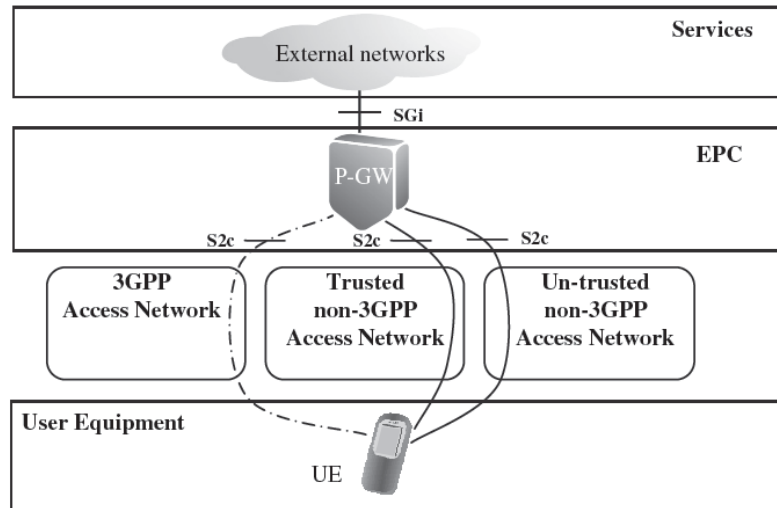 Services
External networks
SGi
EPC
P-GW
S2c
S2c
S2c
3GPP
Access Network
Trusted
non-3GPP
Access Network
Un-trusted
non-3GPP
Access Network
User Equipment
UE